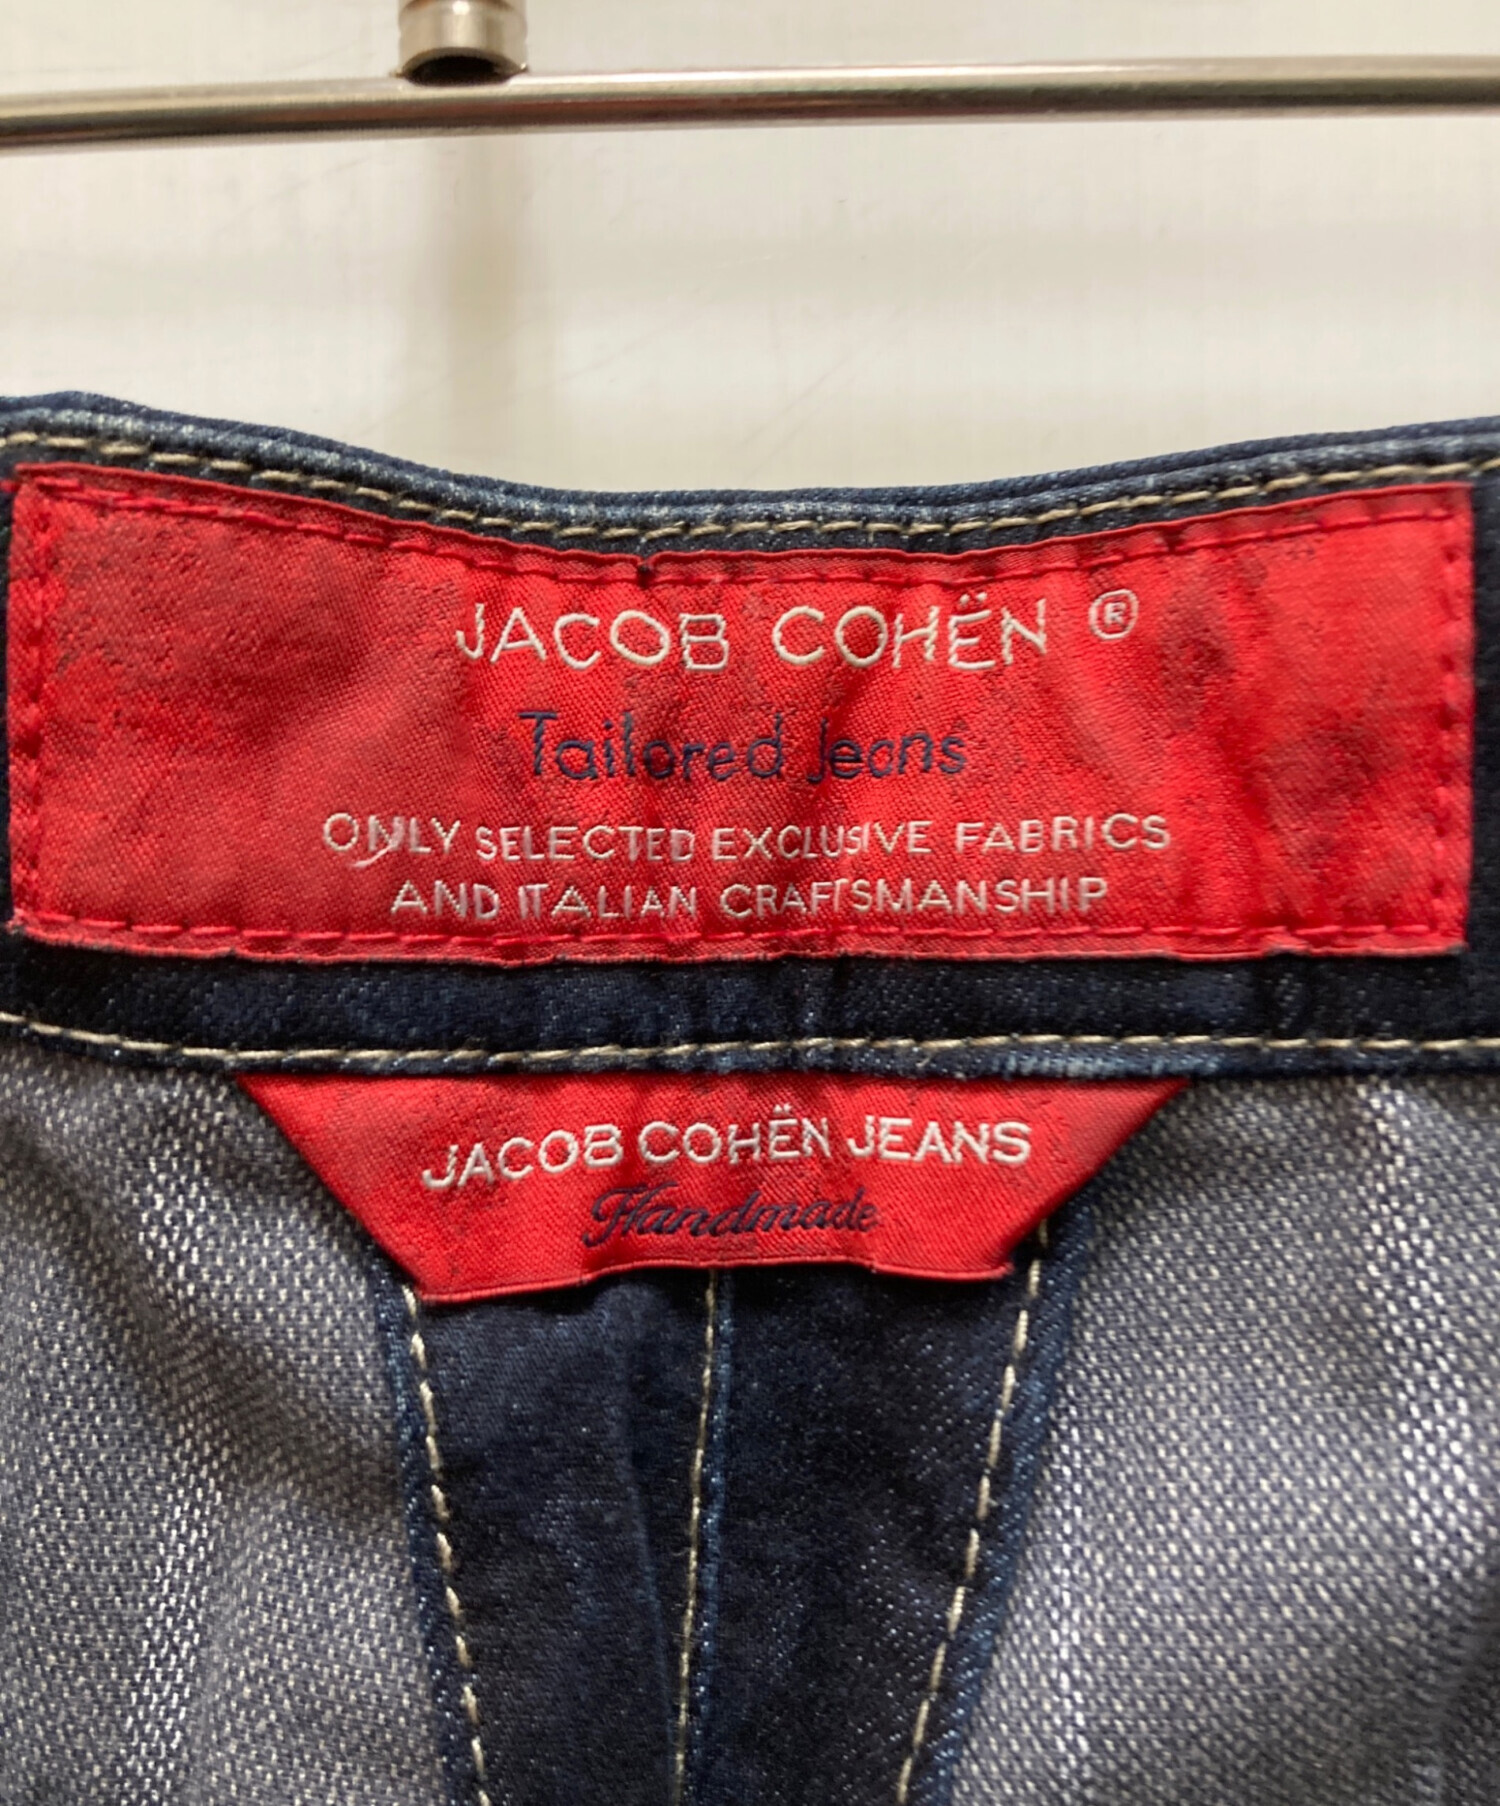 JACOB COHËN ®
Tailored Jeans
ONLY SELECTED EXCLUSIVE FABRICS
AND ITALIAN CRAFTSMANSHIP
JACOB COHËN JEANS
Handmade